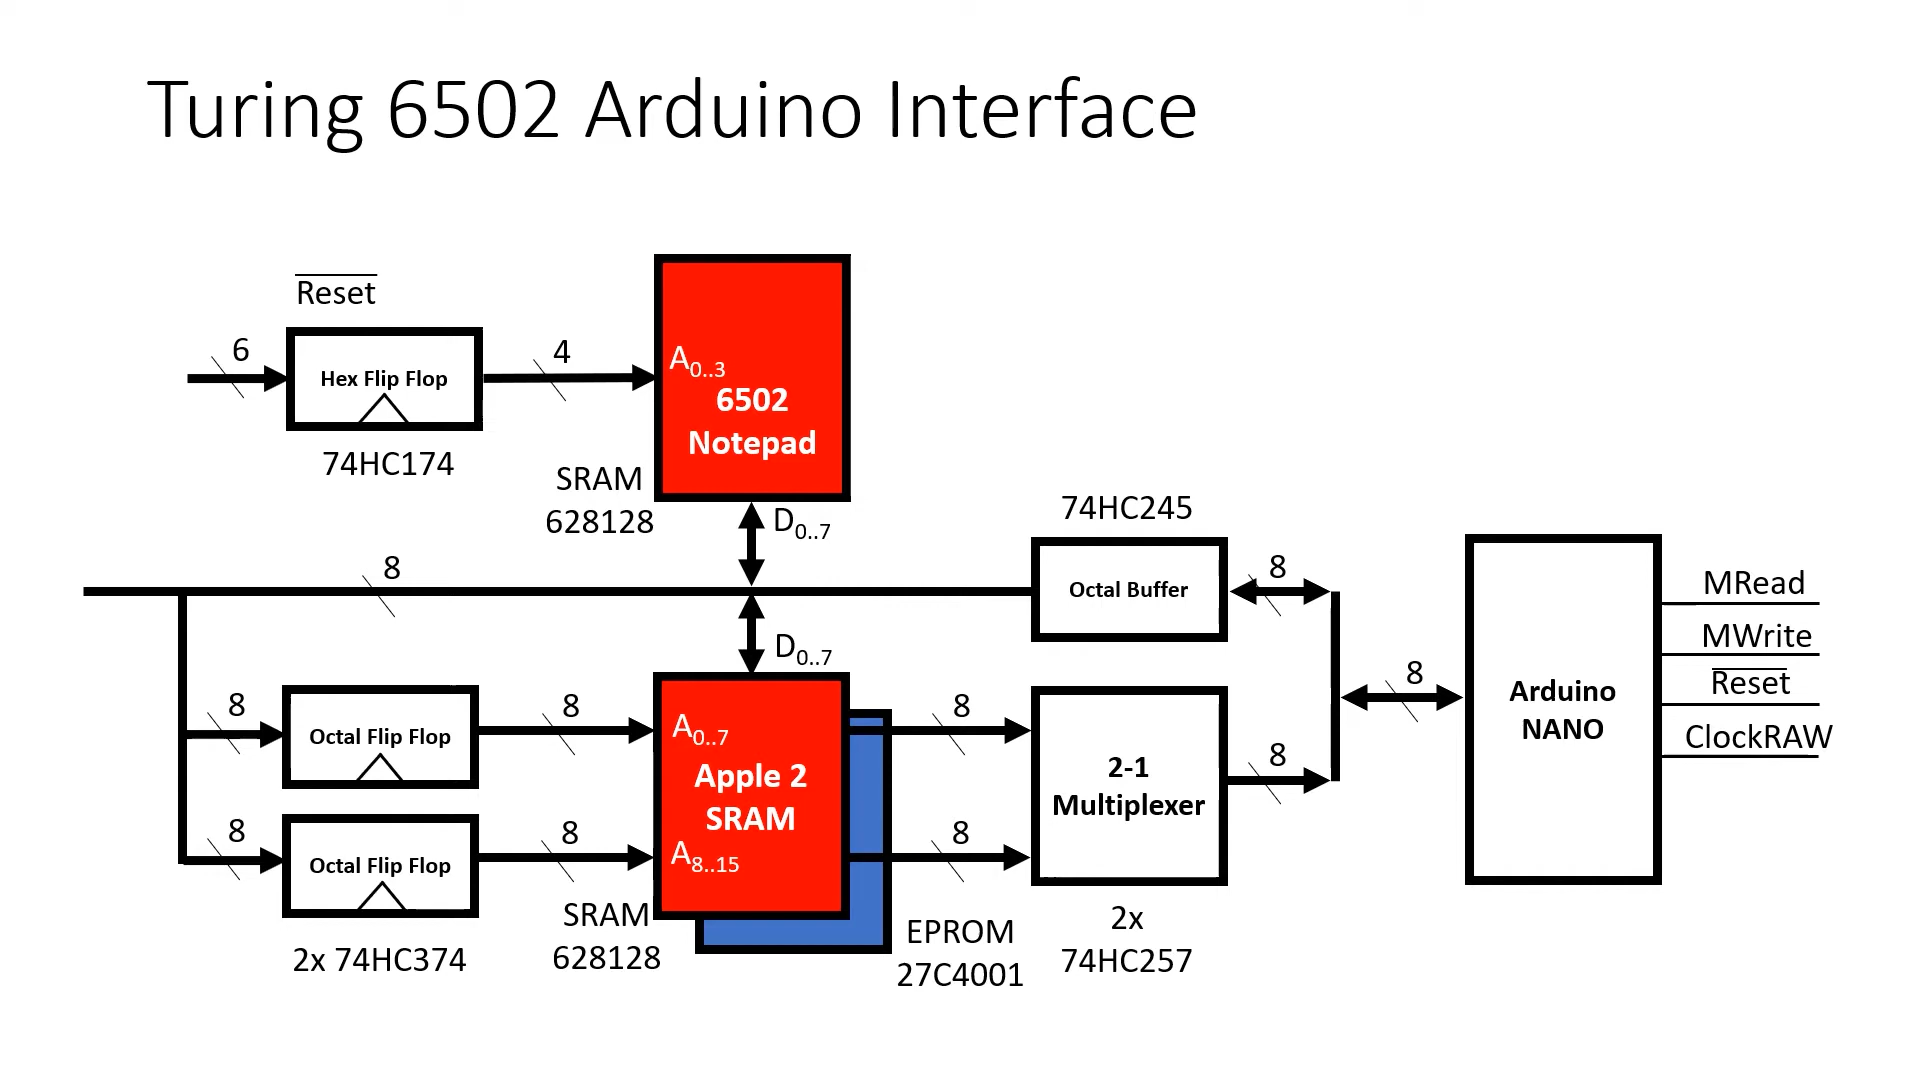 Turing 6502 Arduino Interface
Reset
6
Hex Flip Flop
74HC174
4
A0..3
6502
Notepad
SRAM
628128
D0..7
8
74HC245
Octal Buffer
8
D0..7
8
Octal Flip Flop
8
8
Octal Flip Flop
8
2x 74HC374
A0..7
Apple 2
SRAM
A8..15
SRAM
628128
8
8
EPROM
27C4001
2-1
Multiplexer
2x
74HC257
8
8
Arduino
NANO
MRead
MWrite
Reset
ClockRAW